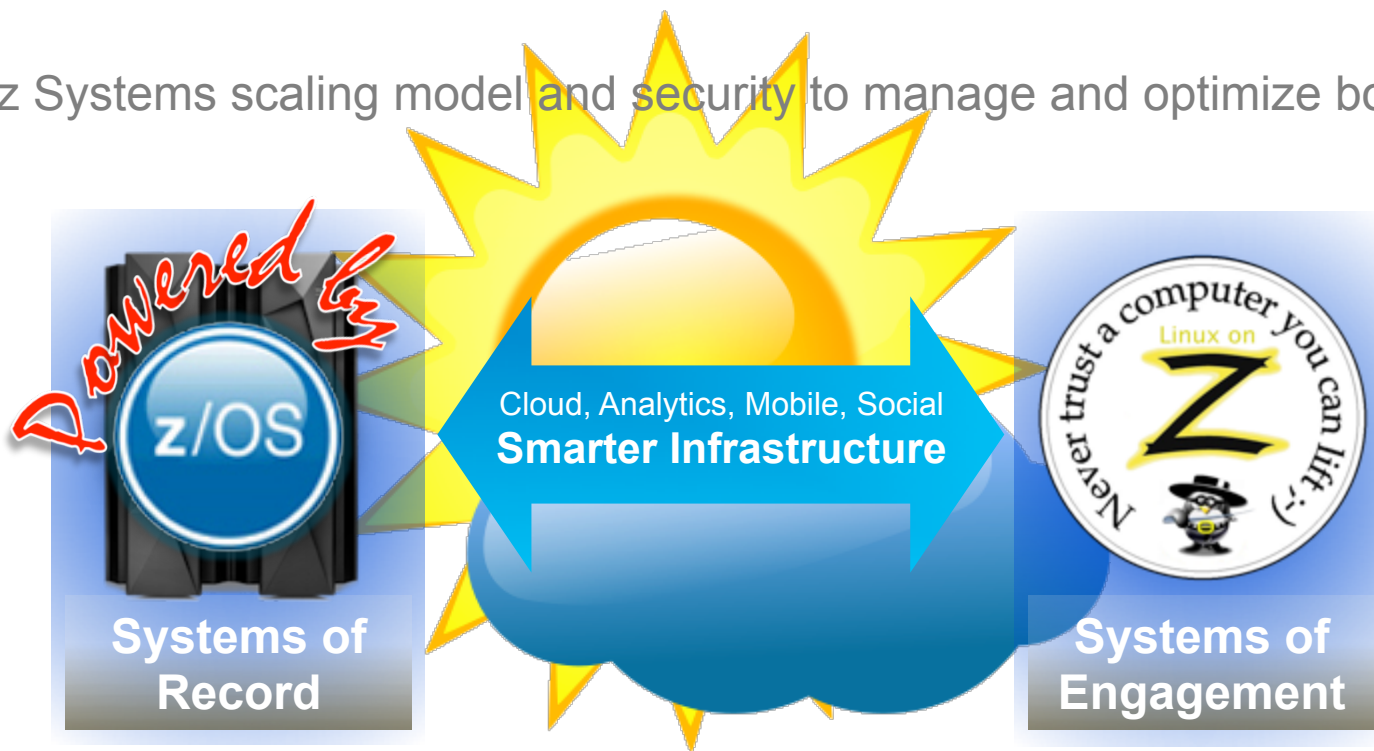 z Systems scaling model and security to manage and optimize
Powered by
z/OS
Systems of
Record
Cloud, Analytics, Mobile, Social
Smarter Infrastructure
Never trust a computer you can lift ;-)
Linux on
Z
Systems of
Engagement